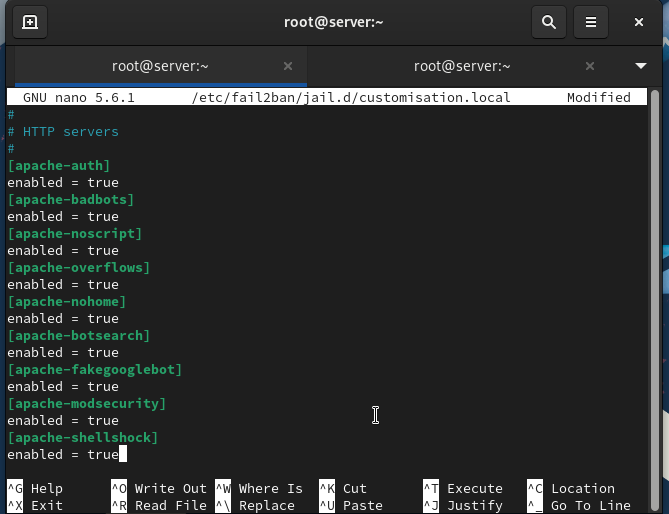 root@server:~
root@server:~ × root@server:~ ×
GNU nano 5.6.1 /etc/fail2ban/jail.d/customisation.local Modified
#
# HTTP servers
#
[apache-auth]
enabled = true
[apache-badbots]
enabled = true
[apache-noscript]
enabled = true
[apache-overflows]
enabled = true
[apache-nohome]
enabled = true
[apache-botsearch]
enabled = true
[apache-fakegooglebot]
enabled = true
[apache-modsecurity]
enabled = true
[apache-shellshock]
enabled = true
^G Help ^O Write Out ^W Where Is ^K Cut ^T Execute ^C Location
^X Exit ^R Read File ^\ Replace ^U Paste ^J Justify ^_ Go To Line